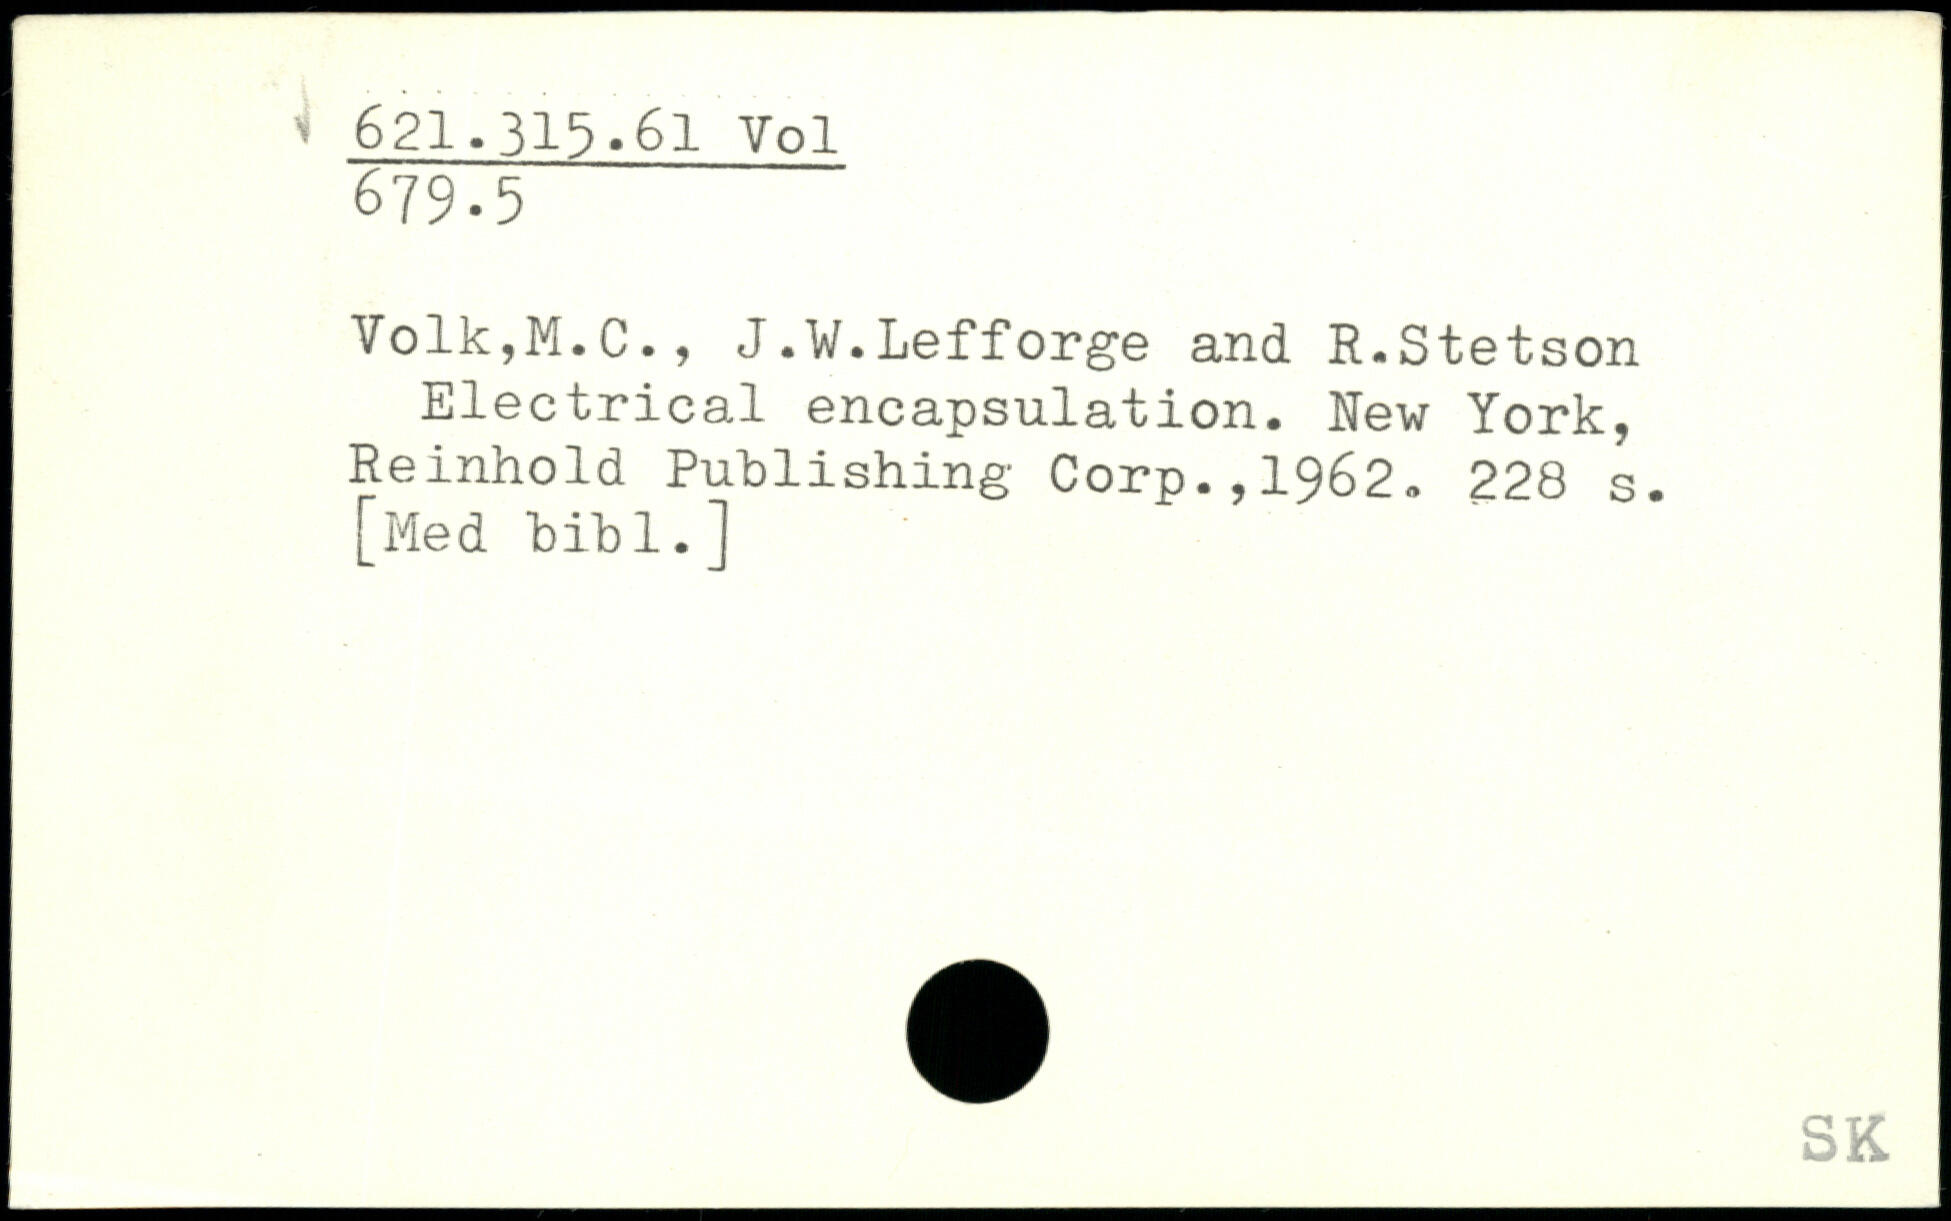 621.315.61 Vol
679.5
Volk,M.C., J.W.Lefforge and R.Stetson
Electrical encapsulation. New York,
Reinhold Publishing Corp.,1962. 228 s.
[Med bibl.]
SK